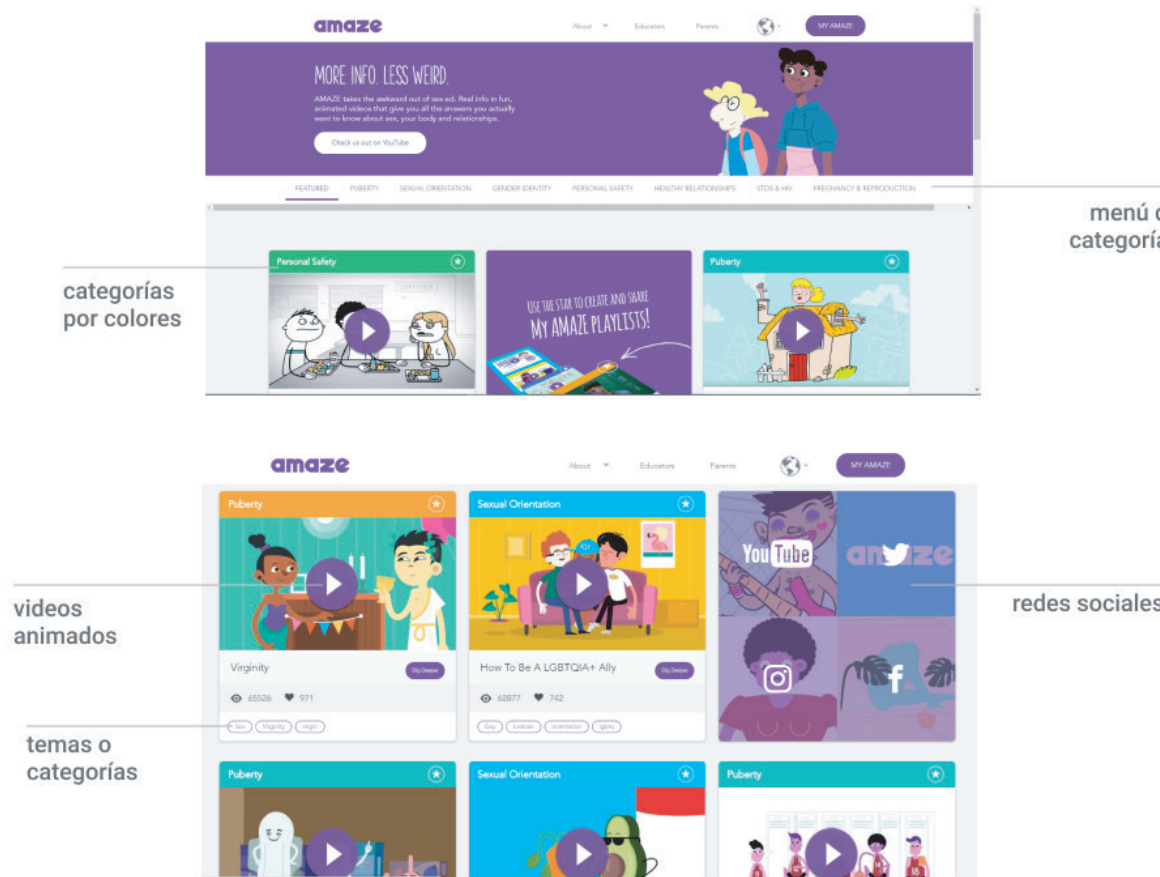 amaze
About
Educators
Parents
MY AMAZE
MORE INFO. LESS WEIRD.
AMAZE takes the awkward out of sex ed. Real info in fun,
animated videos that give you all the answers you actually
want to know about sex, your body and relationships.
Check us out on YouTube
FEATURED PUBERTY SEXUAL ORIENTATION GENDER IDENTITY PERSONAL SAFETY HEALTHY RELATIONSHIPS STDS & HIV PREGNANCY & REPRODUCTION
menú d
categoría
categorías
por colores
Personal Safety
USE THE STAR TO CREATE AND SHARE
MY AMAZE PLAYLISTS!
Puberty
amaze
About
Educators
Parents
MY AMAZE
Puberty
Sexual Orientation
YouTube
amaze
videos
animados
redes sociales
Virginity
Dig Deeper
How To Be A LGBTQIA+ Ally
Dig Deeper
65526 971
62877 742
Sex Virginity virgin
Gay Lesbian orientation lgbtq
temas o
categorías
Puberty
Sexual Orientation
Puberty